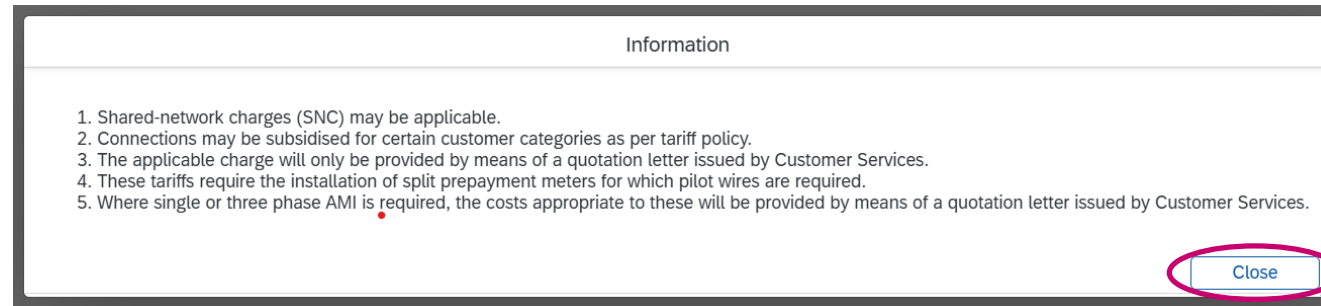 Information
1. Shared-network charges (SNC) may be applicable.
2. Connections may be subsidised for certain customer categories as per tariff policy.
3. The applicable charge will only be provided by means of a quotation letter issued by Customer Services.
4. These tariffs require the installation of split prepayment meters for which pilot wires are required.
5. Where single or three phase AMI is required, the costs appropriate to these will be provided by means of a quotation letter issued by Customer Services.
Close